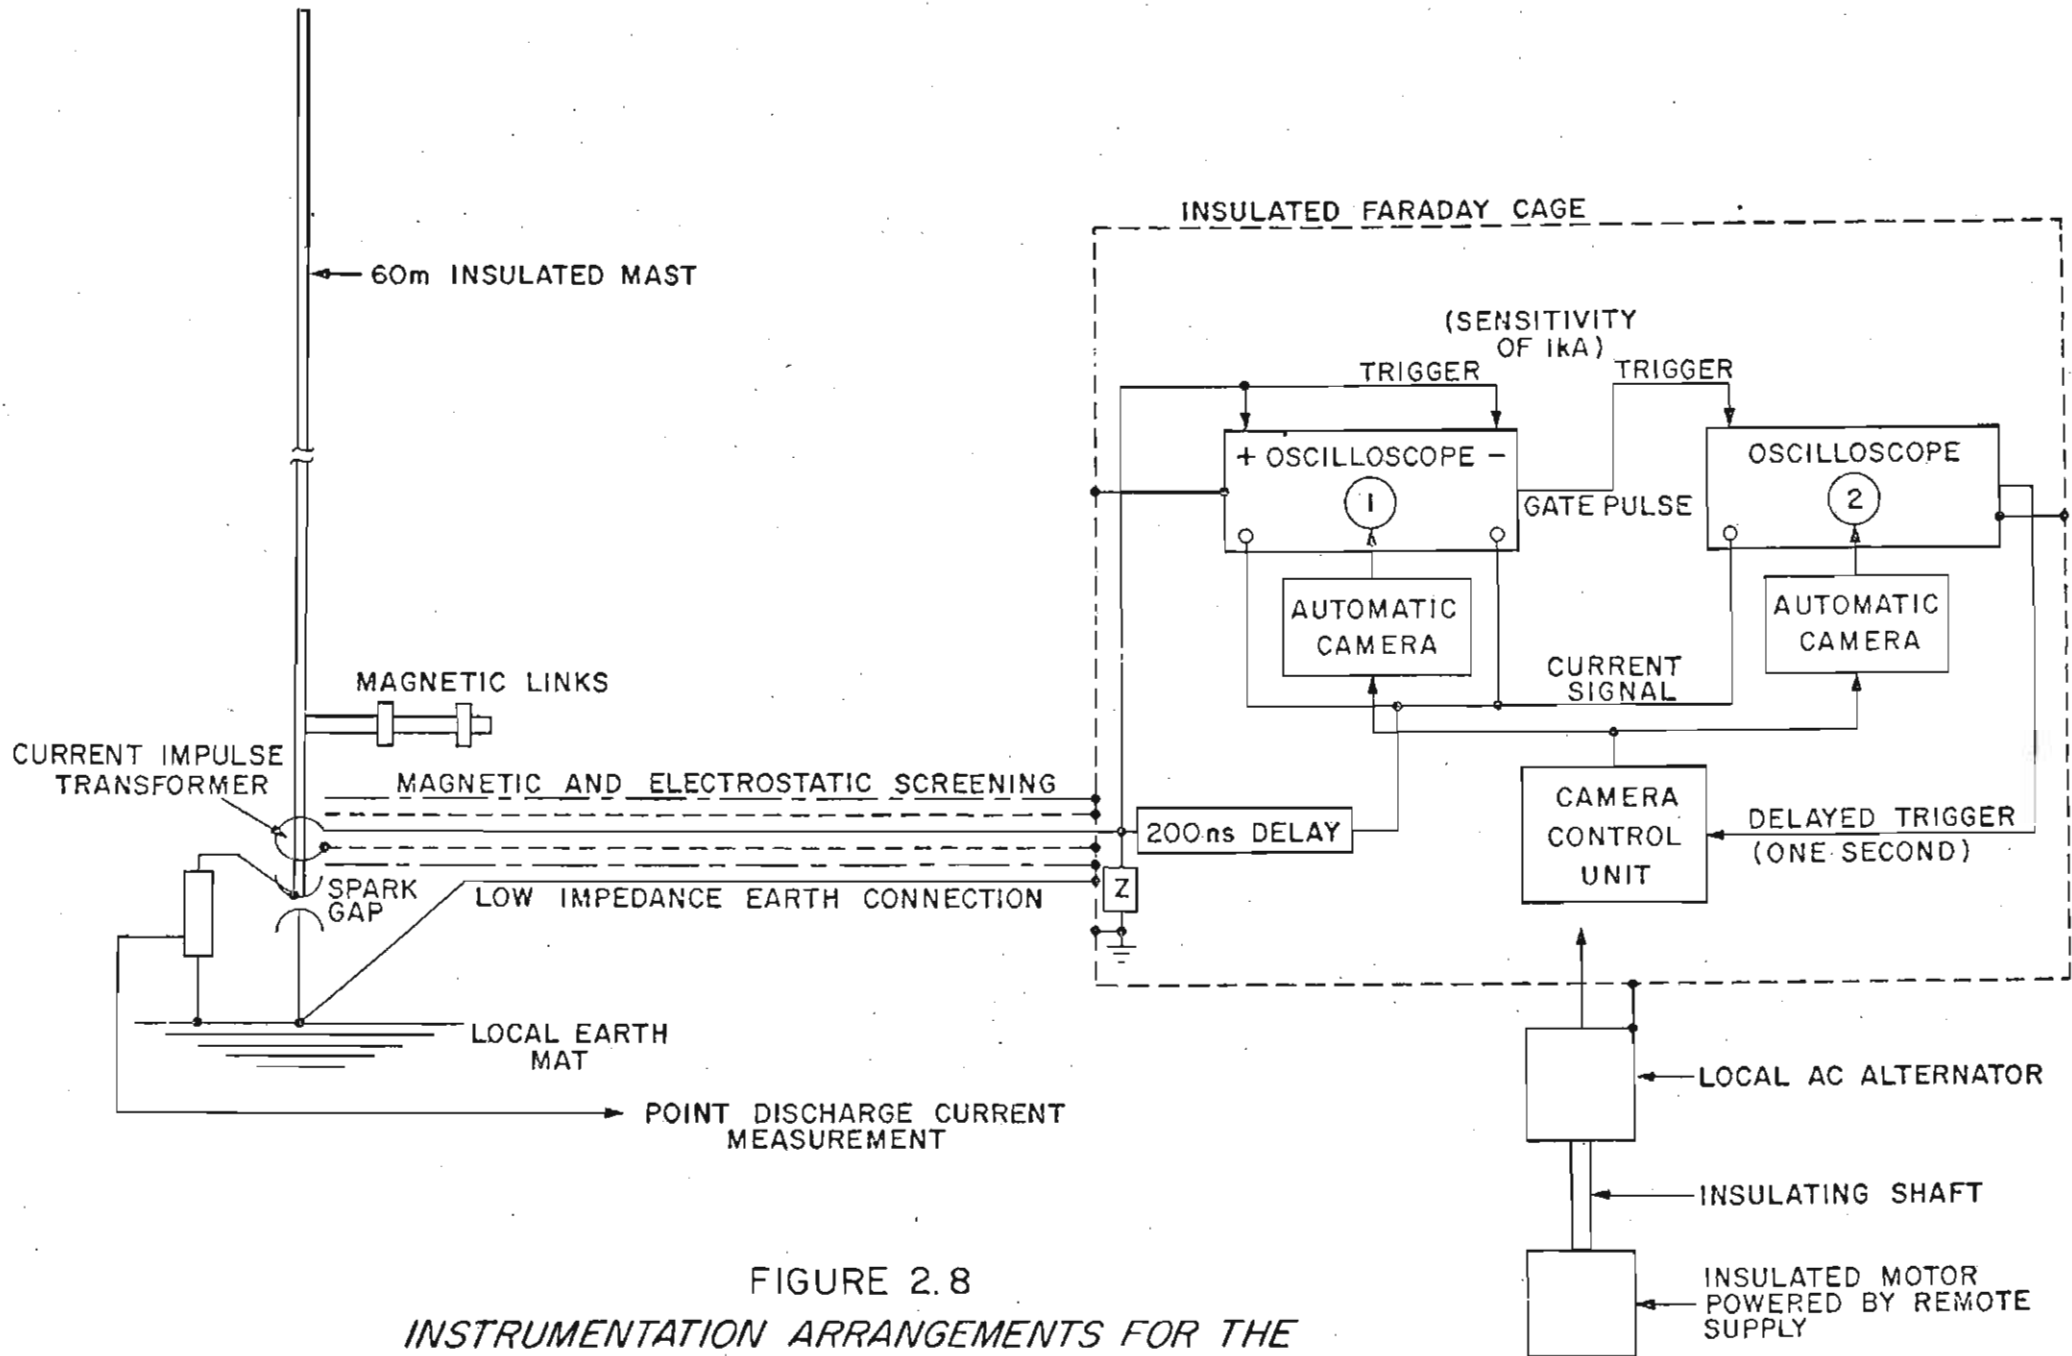 INSULATED FARADAY CAGE
60m INSULATED MAST
(SENSITIVITY
OF 1kA)
TRIGGER
TRIGGER
+ OSCILLOSCOPE -
1
GATE PULSE
OSCILLOSCOPE
2
AUTOMATIC
CAMERA
AUTOMATIC
CAMERA
CURRENT
SIGNAL
MAGNETIC LINKS
CURRENT IMPULSE
TRANSFORMER
MAGNETIC AND ELECTROSTATIC SCREENING
200 ns DELAY
CAMERA
CONTROL
UNIT
DELAYED TRIGGER
(ONE SECOND)
SPARK
GAP
LOW IMPEDANCE EARTH CONNECTION
Z
LOCAL EARTH
MAT
POINT DISCHARGE CURRENT
MEASUREMENT
LOCAL AC ALTERNATOR
INSULATING SHAFT
INSULATED MOTOR
POWERED BY REMOTE
SUPPLY
FIGURE 2.8
INSTRUMENTATION ARRANGEMENTS FOR THE